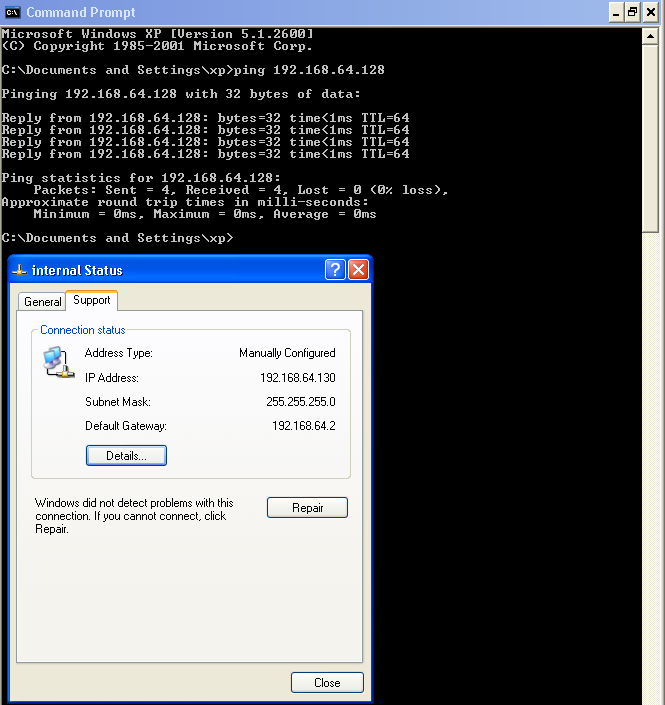 Command Prompt
Microsoft Windows XP [Version 5.1.2600]
(C) Copyright 1985-2001 Microsoft Corp.
C:\Documents and Settings\xp>ping 192.168.64.128
Pinging 192.168.64.128 with 32 bytes of data:
Reply from 192.168.64.128: bytes=32 time<1ms TTL=64
Reply from 192.168.64.128: bytes=32 time<1ms TTL=64
Reply from 192.168.64.128: bytes=32 time<1ms TTL=64
Reply from 192.168.64.128: bytes=32 time<1ms TTL=64
Ping statistics for 192.168.64.128:
Packets: Sent = 4, Received = 4, Lost = 0 (0% loss),
Approximate round trip times in milli-seconds:
Minimum = 0ms, Maximum = 0ms, Average = 0ms
C:\Documents and Settings\xp>
internal Status
General Support
Connection status
Address Type: Manually Configured
IP Address: 192.168.64.130
Subnet Mask: 255.255.255.0
Default Gateway: 192.168.64.2
Details...
Windows did not detect problems with this
connection. If you cannot connect, click
Repair.
Repair
Close